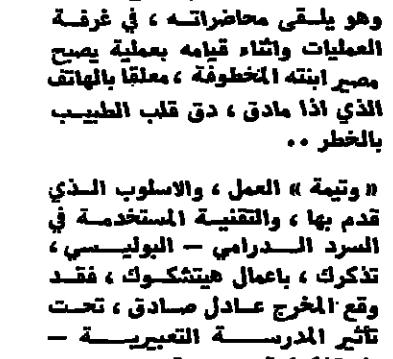 وهو يلقى محاضراته ، في غرفة
العمليات واثناء قيامه بعملية يصبح
مصير ابنته المخطوفة ، معلقا بالهاتف
الذي اذا مادق ، دق قلب الطبيب
بالخطر ٠٠
« وتيمة » العمل ، والاسلوب الذي
قدم بها ، والتقنية المستخدمة في
السرد الدرامي — البوليسي ،
تذكرك ، باعمال هيتشكوك ، فقد
وقع المخرج عادل صادق ، تحت
تأثير المدرسة التعبيرية —